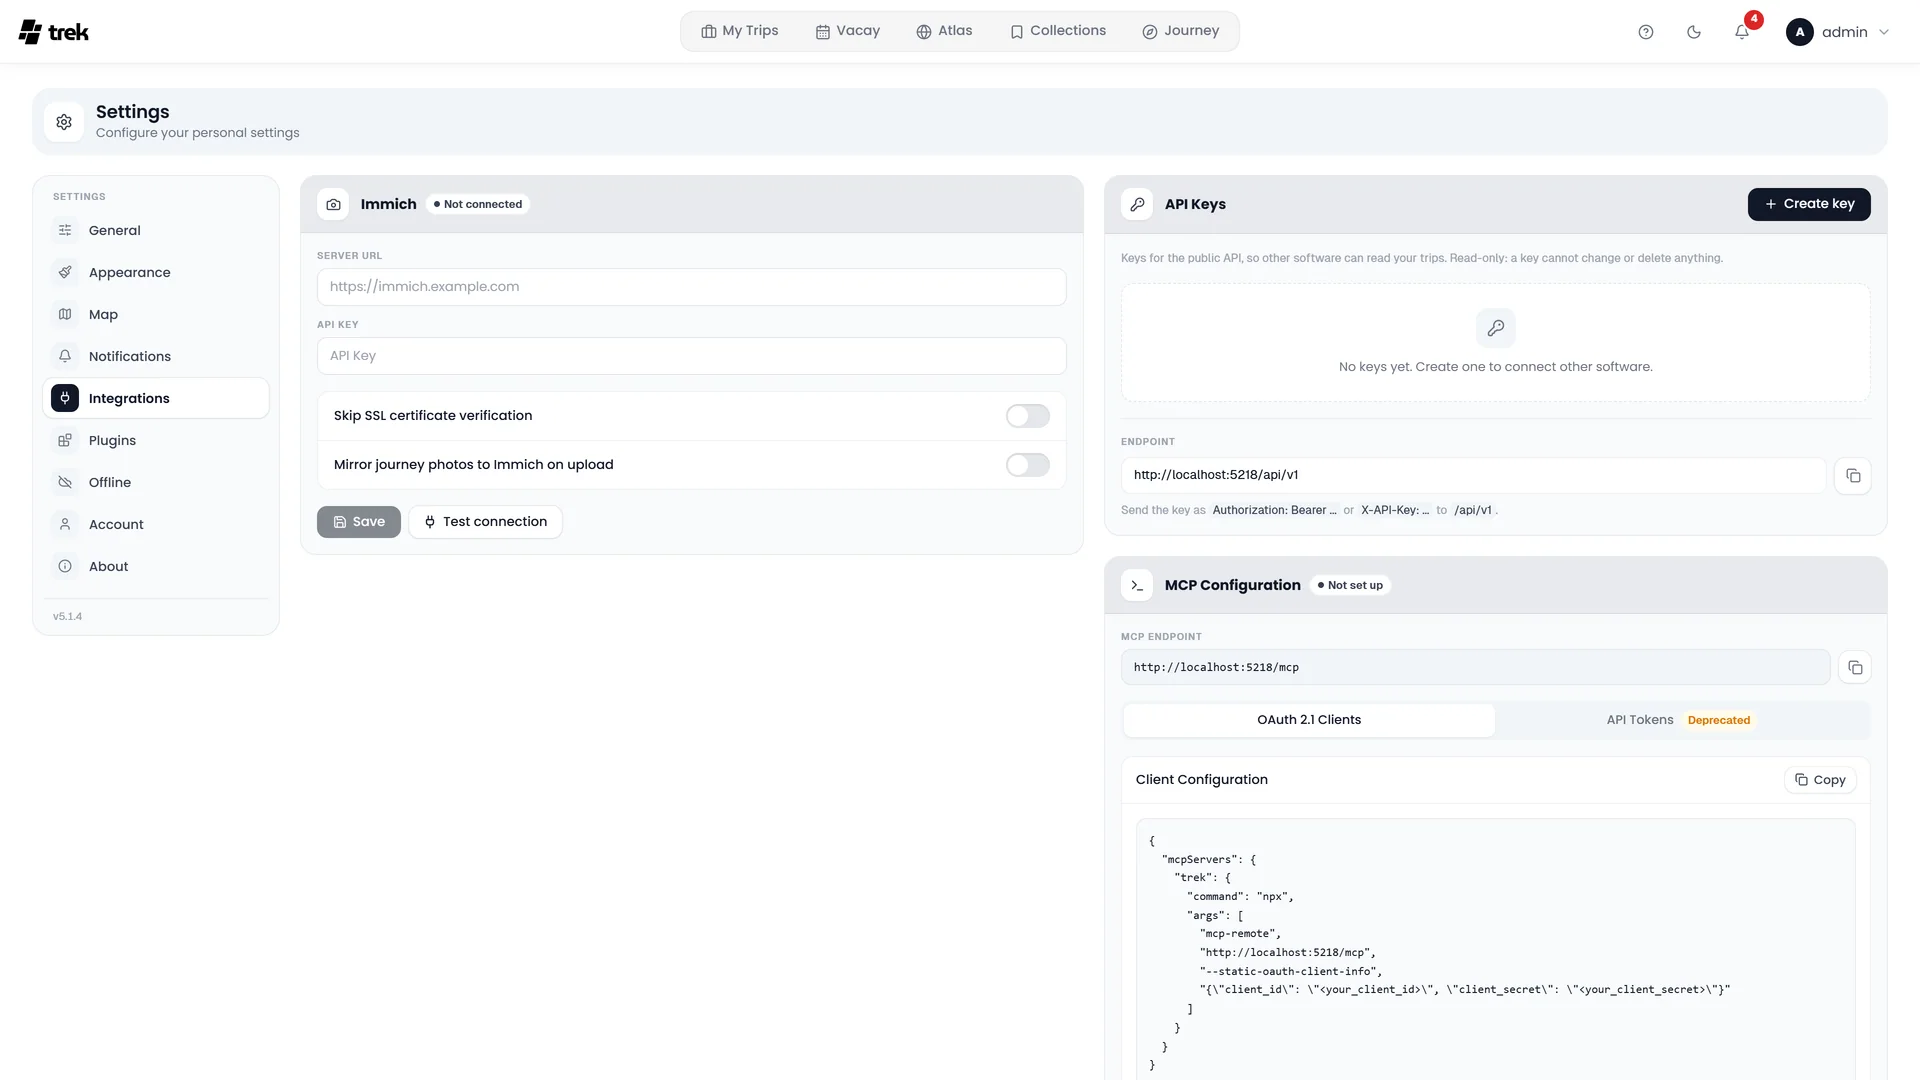 trek
My Trips
Vacay
Atlas
Collections
Journey
4
A
admin
Settings
Configure your personal settings
SETTINGS
General
Appearance
Map
Notifications
Integrations
Plugins
Offline
Account
About
v5.1.4
Immich
Not connected
SERVER URL
https://immich.example.com
API KEY
API Key
Skip SSL certificate verification
Mirror journey photos to Immich on upload
Save
Test connection
API Keys
Create key
Keys for the public API, so other software can read your trips. Read-only: a key cannot change or delete anything.
No keys yet. Create one to connect other software.
ENDPOINT
http://localhost:5218/api/v1
Send the key as Authorization: Bearer … or X-API-Key: … to /api/v1 .
MCP Configuration
Not set up
MCP ENDPOINT
http://localhost:5218/mcp
OAuth 2.1 Clients
API Tokens
Deprecated
Client Configuration
Copy
{
"mcpServers": {
"trek": {
"command": "npx",
"args": [
"mcp-remote",
"http://localhost:5218/mcp",
"--static-oauth-client-info",
"{\"client_id\": \"<your_client_id>\", \"client_secret\": \"<your_client_secret>\"}"
]
}
}
}